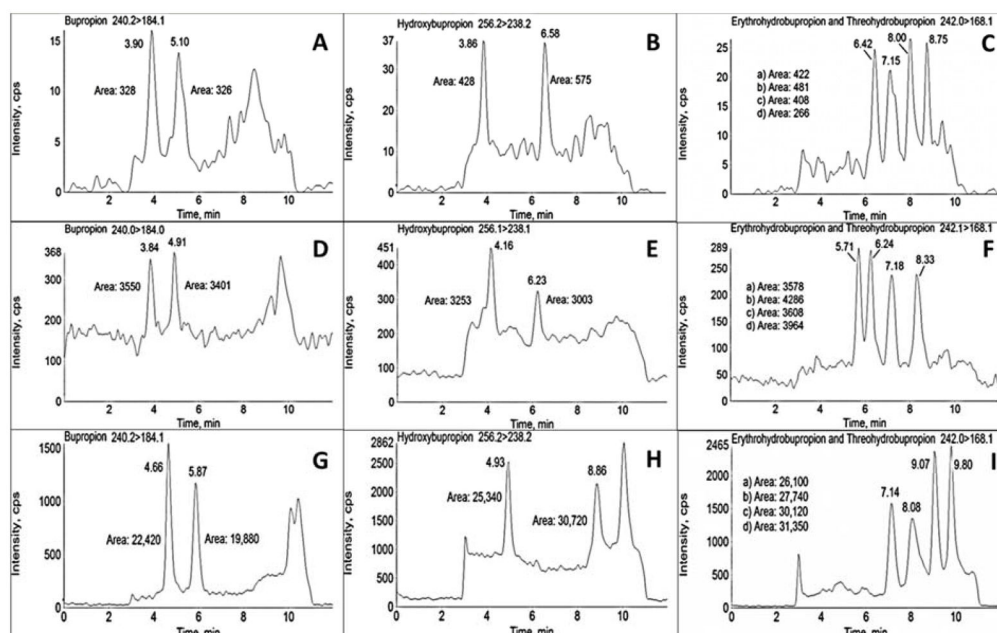 Bupropion 240.2>184.1
A
15
10
5
0
Intensity, cps
3.90
5.10
Area: 328
Area: 326
2 4 6 8 10
Time, min
Hydroxybupropion 256.2>238.2
B
37
30
25
20
15
10
5
0
Intensity, cps
3.86
6.58
Area: 428
Area: 575
2 4 6 8 10
Time, min
Erythrohydrobupropion and Threohydrobupropion 242.0>168.1
C
25
20
15
10
5
0
Intensity, cps
6.42
7.15
8.00
8.75
a) Area: 422
b) Area: 481
c) Area: 408
d) Area: 266
2 4 6 8 10
Time, min
Bupropion 240.0>184.0
D
368
300
200
100
0
Intensity, cps
3.84
4.91
Area: 3550
Area: 3401
2 4 6 8 10
Time, min
Hydroxybupropion 256.1>238.1
E
451
400
300
200
100
0
Intensity, cps
4.16
6.23
Area: 3253
Area: 3003
2 4 6 8 10
Time, min
Erythrohydrobupropion and Threohydrobupropion 242.1>168.1
F
289
250
200
150
100
50
0
Intensity, cps
5.71
6.24
7.18
8.33
a) Area: 3578
b) Area: 4286
c) Area: 3608
d) Area: 3964
2 4 6 8 10
Time, min
Bupropion 240.2>184.1
G
1500
1000
500
0
Intensity, cps
4.66
5.87
Area: 22,420
Area: 19,880
0 2 4 6 8 10
Time, min
Hydroxybupropion 256.2>238.2
H
2862
2500
2000
1500
1000
500
0
Intensity, cps
4.93
8.86
Area: 25,340
Area: 30,720
0 2 4 6 8 10
Time, min
Erythrohydrobupropion and Threohydrobupropion 242.0>168.1
I
2465
2000
1500
1000
500
0
Intensity, cps
7.14
8.08
9.07
9.80
a) Area: 26,100
b) Area: 27,740
c) Area: 30,120
d) Area: 31,350
0 2 4 6 8 10
Time, min